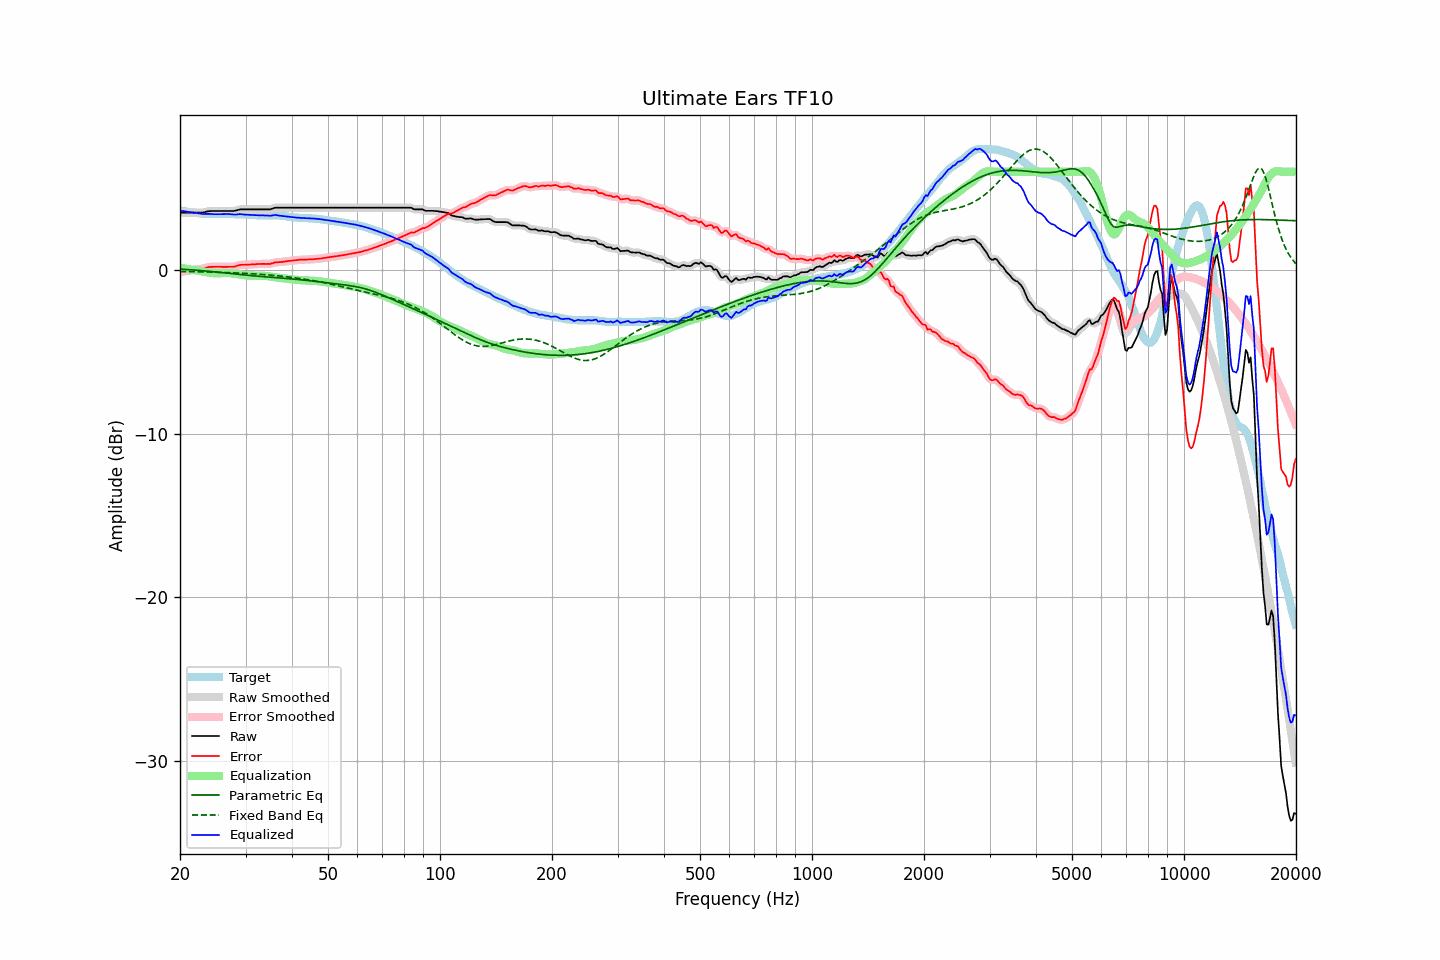 Ultimate Ears TF10
Amplitude (dBr)
0
−10
−20
−30
Target
Raw Smoothed
Error Smoothed
Raw
Error
Equalization
Parametric Eq
Fixed Band Eq
Equalized
20 50 100 200 500 1000 2000 5000 10000 20000
Frequency (Hz)